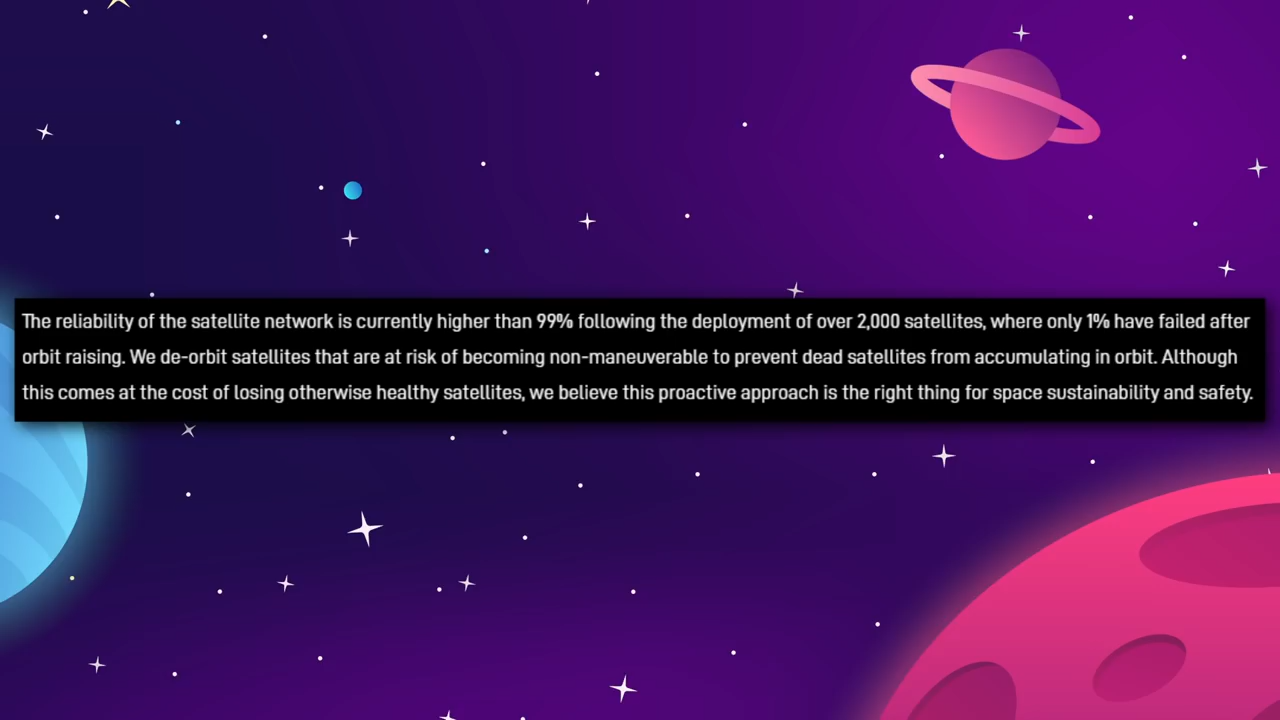 The reliability of the satellite network is currently higher than 99% following the deployment of over 2,000 satellites, where only 1% have failed after
orbit raising. We de-orbit satellites that are at risk of becoming non-maneuverable to prevent dead satellites from accumulating in orbit. Although
this comes at the cost of losing otherwise healthy satellites, we believe this proactive approach is the right thing for space sustainability and safety.